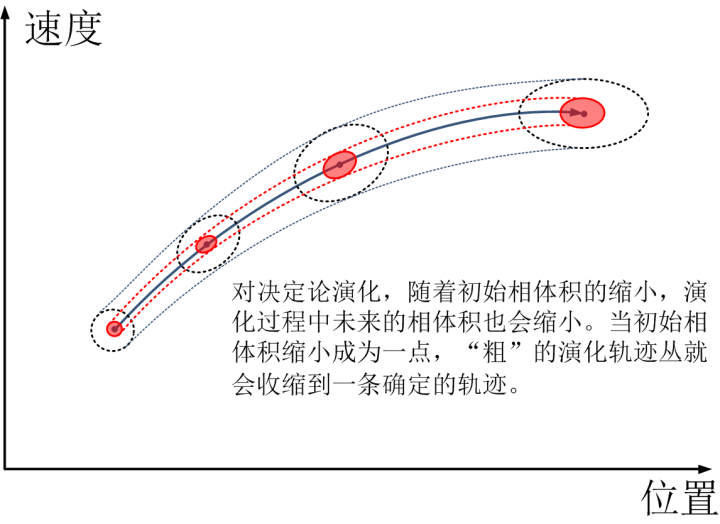 速度
对决定论演化，随着初始相体积的缩小，演
化过程中未来的相体积也会缩小。当初始相
体积缩小成为一点，“粗”的演化轨迹丛就
会收缩到一条确定的轨迹。
位置